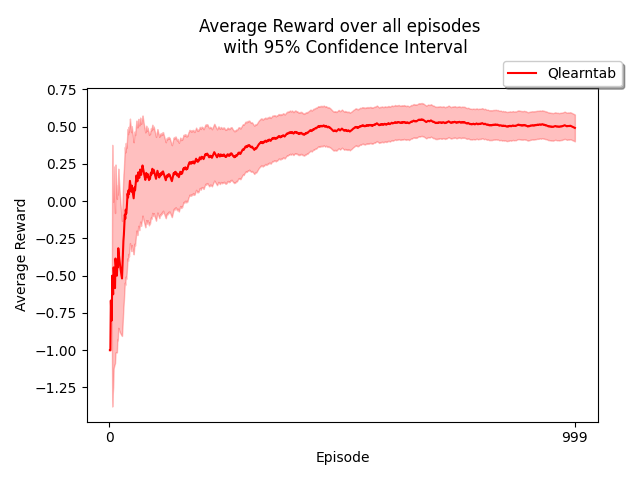 Average Reward over all episodes
with 95% Confidence Interval
Qlearntab
0.75
0.50
0.25
0.00
−0.25
−0.50
−0.75
−1.00
−1.25
Average Reward
0
999
Episode